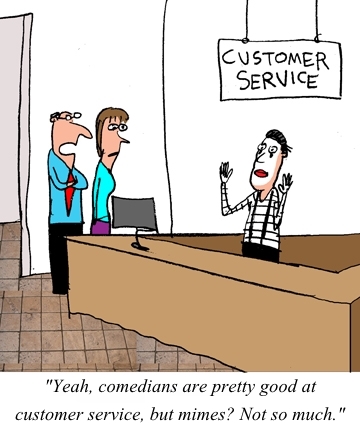 CUSTOMER
SERVICE
"Yeah, comedians are pretty good at
customer service, but mimes? Not so much."